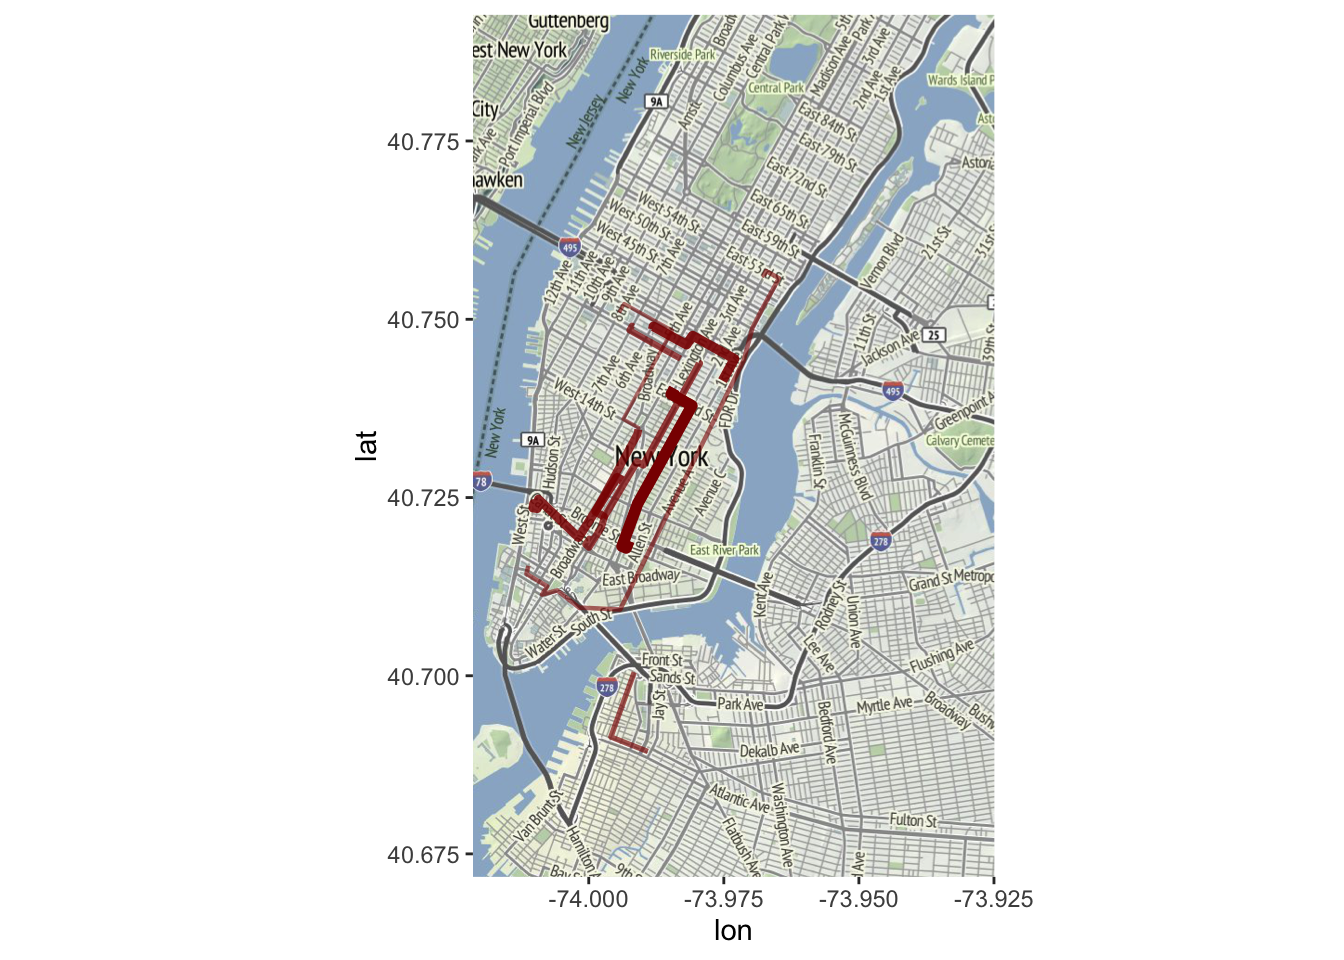 Guttenberg
est New York
New York
New Jersey
Port Imperial Blvd
City
awken
Riverside Park
9A
Columbus Ave
Central Park
Madison Ave
5th
Park
3rd Ave
2nd Ave
1st Ave
Wards Island P
Central Park
Amst
East 84th St
East-79th St
East-72nd St
East 65th St
East-59th St
East-53rd St
Astoria
West-54th St
West-50th St
West 45th St
7th Ave
495
12th Ave
11th Ave
10th Ave
9th Ave
8th Ave
3rd Ave
Vernon Blvd
21st St
31st S
11th St
Jackson Ave
25
39th St
Lexington Ave
Broadway
7th Ave
6th Ave
West-14th St
495
Greenpoint A
Calvary Cemete
New York
9A
Hudson St
FDR Dr
New York
Franklin St
McGuinness Blvd
78
West St
Avenue A
Avenue C
Allen St
Broadway
East River Park
278
East Broadway
Kent Ave
Grand St
Metropo
Rodney St
Union Ave
South St
Water St
Lee Ave
Flushing Ave
Front St
Sands St
278
Jay St
Park Ave
Bedford Ave
Myrtle Ave
Broadway
Bushw
Dekalb Ave
Atlantic Ave
Washington Ave
Fulton St
Van Brunt St
Hamilton
Flatbush Ave
9th
40.775
40.750
40.725
40.700
40.675
lat
-74.000
-73.975
-73.950
-73.925
lon